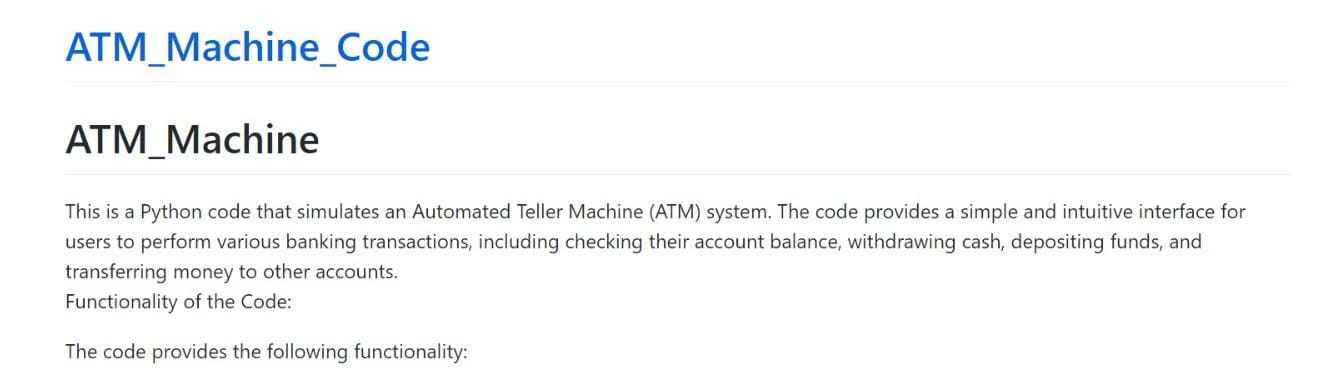 ATM_Machine_Code
ATM_Machine
This is a Python code that simulates an Automated Teller Machine (ATM) system. The code provides a simple and intuitive interface for
users to perform various banking transactions, including checking their account balance, withdrawing cash, depositing funds, and
transferring money to other accounts.
Functionality of the Code:
The code provides the following functionality: